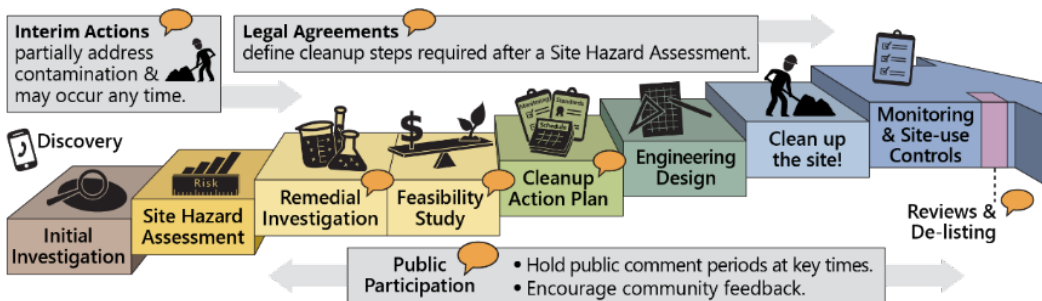 Interim Actions
partially address
contamination &
may occur any time.
Legal Agreements
define cleanup steps required after a Site Hazard Assessment.
Discovery
Initial
Investigation
Risk
Site Hazard
Assessment
Remedial
Investigation
$
Feasibility
Study
Monitoring
Standards
Schedule
Cleanup
Action Plan
Engineering
Design
Clean up
the site!
Monitoring
& Site-use
Controls
Reviews &
De-listing
Public
Participation
• Hold public comment periods at key times.
• Encourage community feedback.